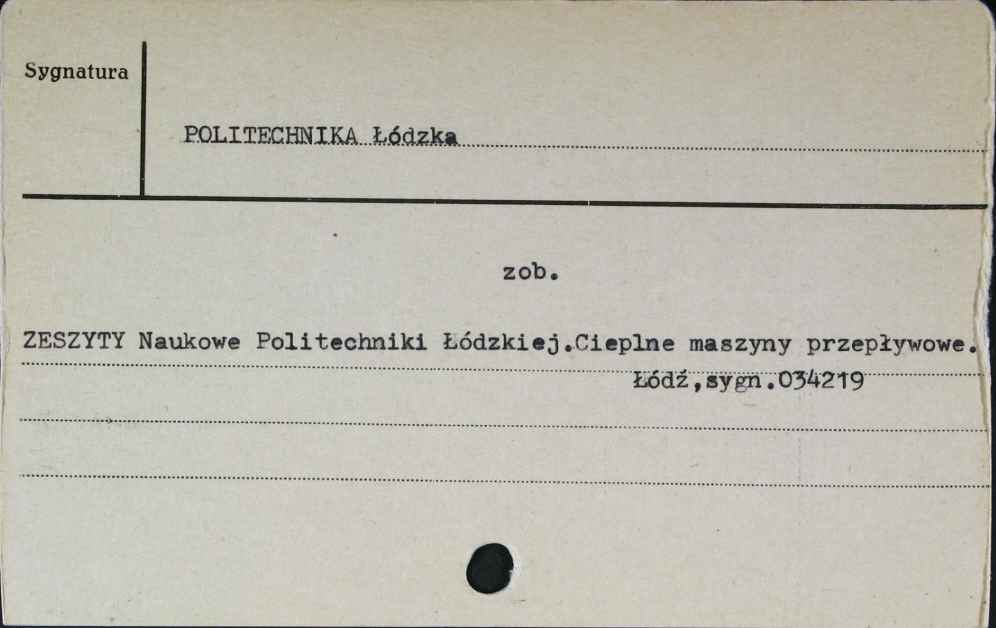 Sygnatura
POLITECHNIKA Łódzka
zob.
ZESZYTY Naukowe Politechniki Łódzkiej.Cieplne maszyny przepływowe.
Łódź,sygn.034219